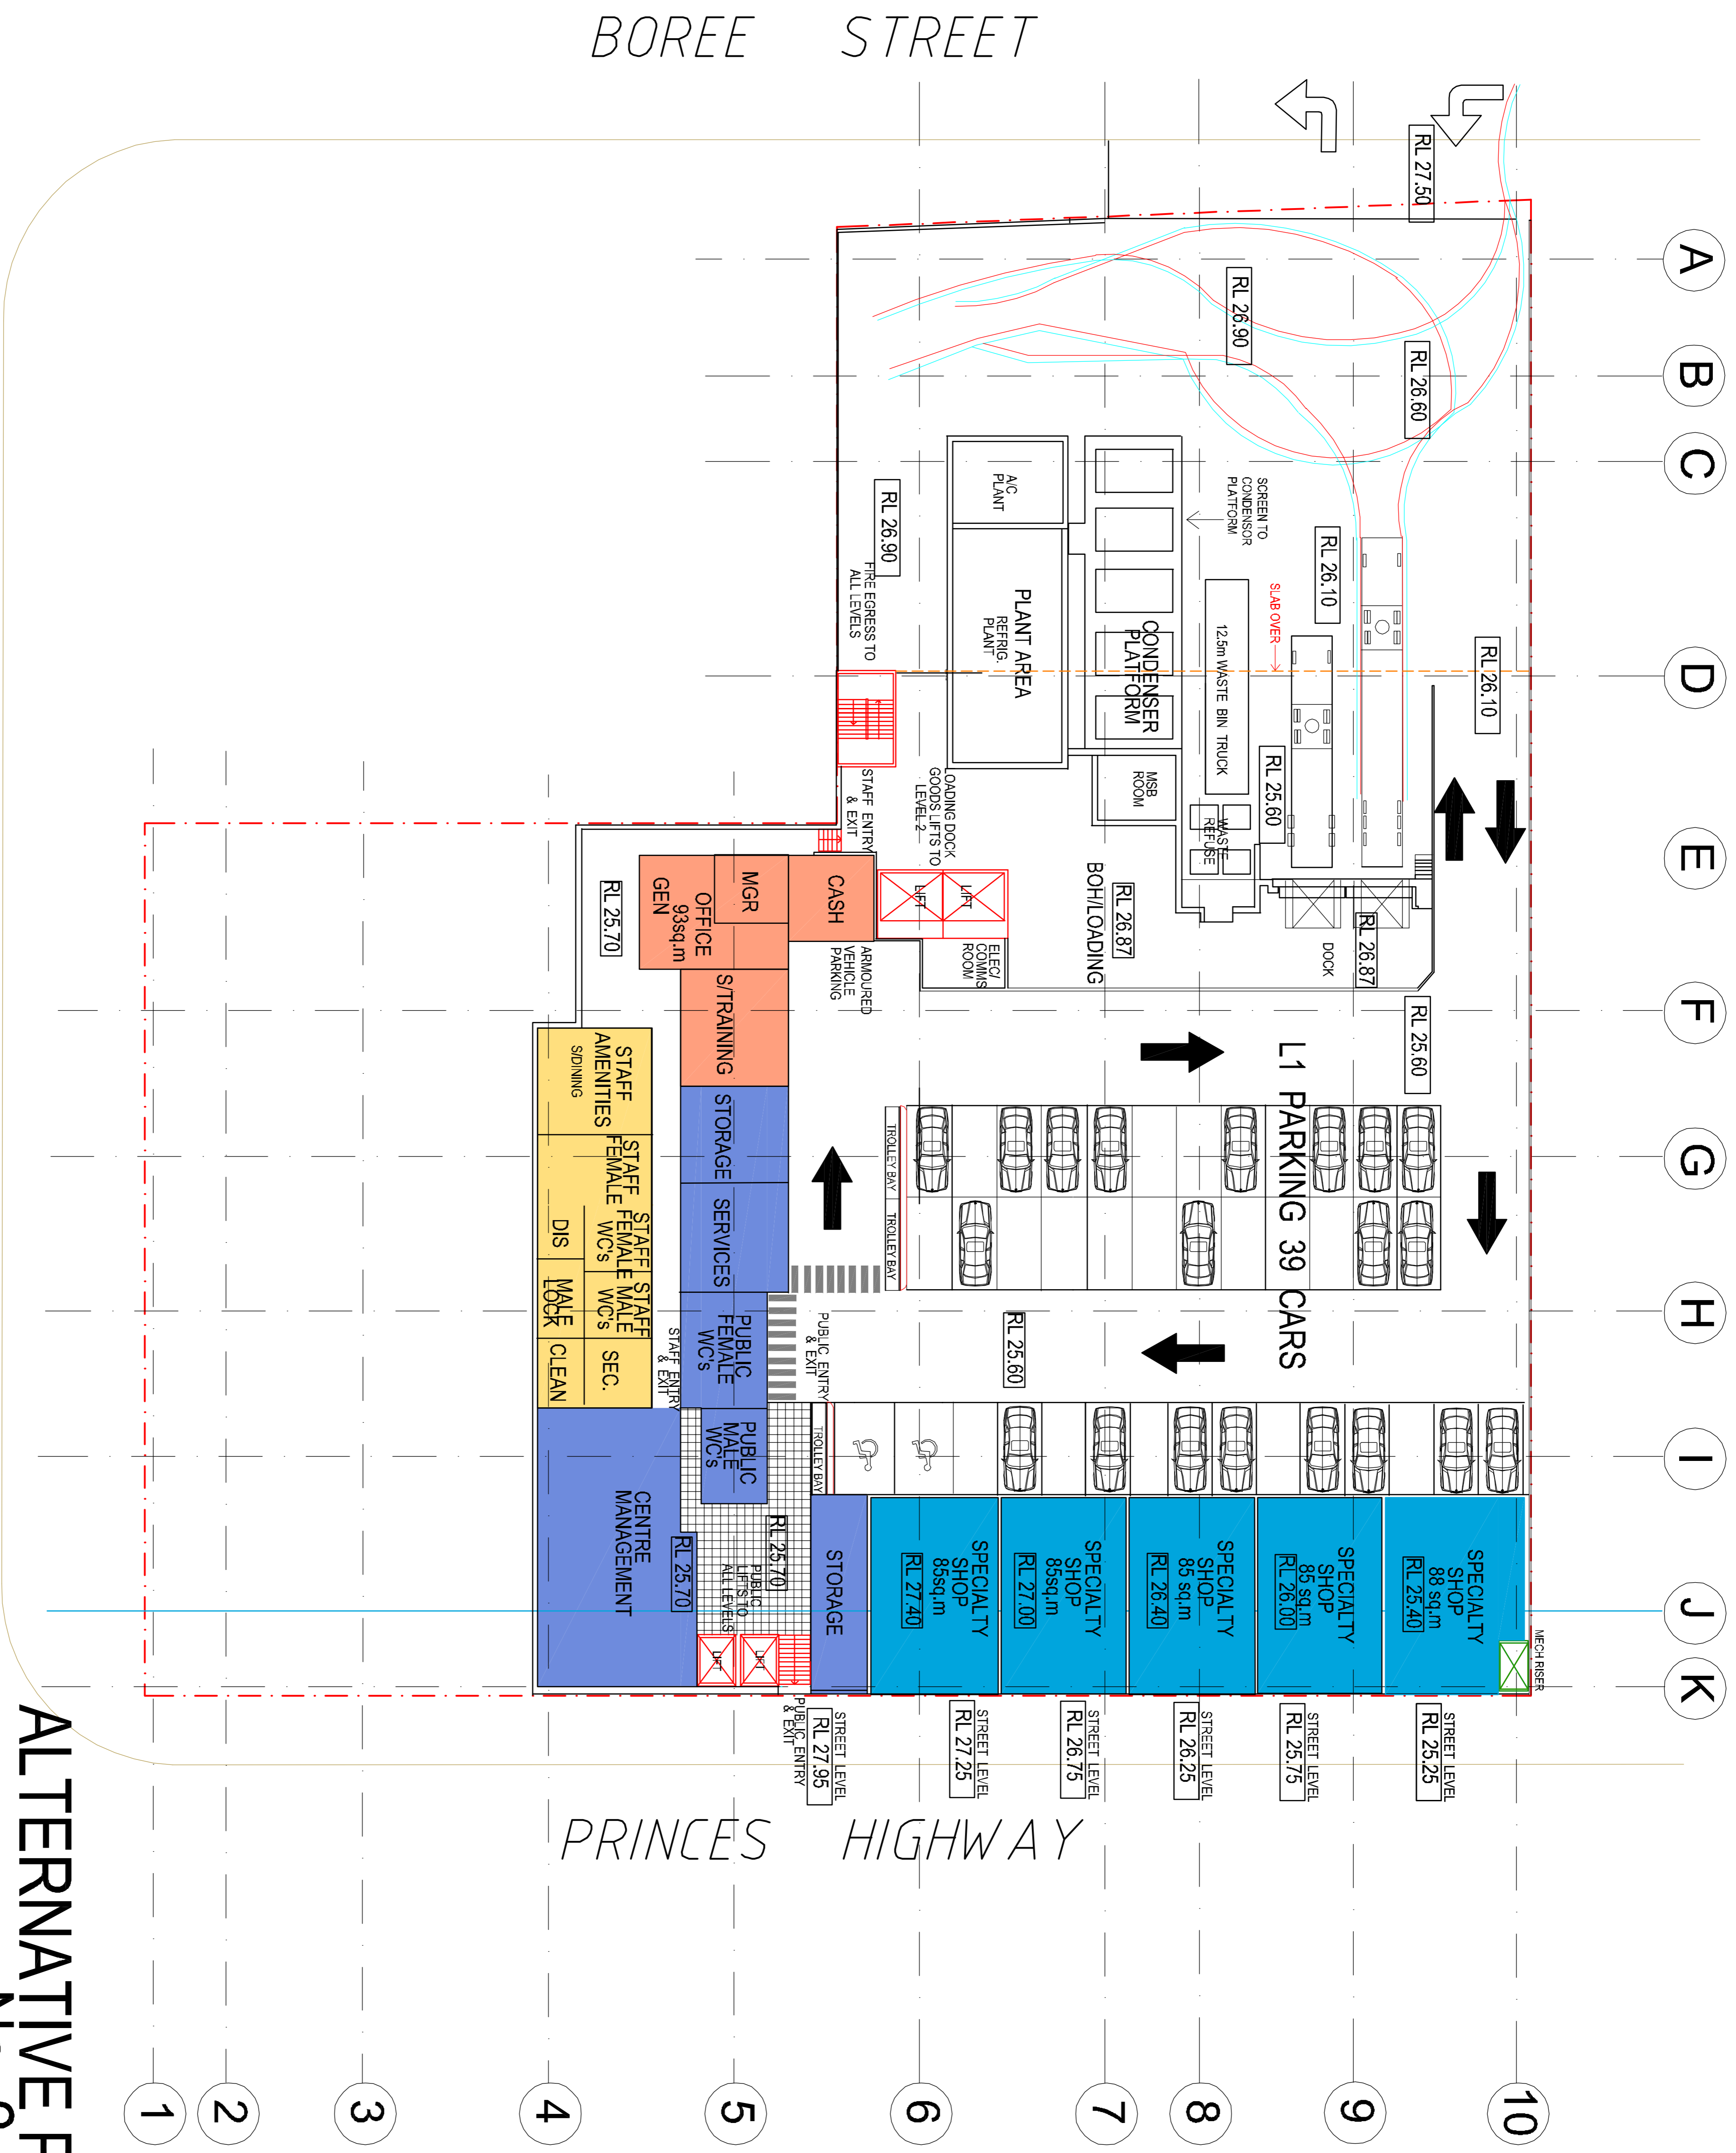 BOREE STREET
RL 27.50
A
RL 26.90
B
RL 26.60
C
A/C
PLANT
SCREEN TO
CONDENSOR
PLATFORM
RL 26.90
RL 26.10
FIRE EGRESS TO
ALL LEVELS
PLANT AREA
REFRIG.
PLANT
CONDENSER
PLATFORM
12.5m WASTE BIN TRUCK
SLAB OVER
RL 26.10
D
STAFF ENTRY
& EXIT
LOADING DOCK
GOODS LIFTS TO
LEVEL 2
MSB
ROOM
WASTE
REFUSE
RL 25.60
E
RL 25.70
GEN
OFFICE
93sq.m
MGR
CASH
LIFT
LIFT
BOH/LOADING
RL 26.87
DOCK
RL 26.87
ARMOURED
VEHICLE
PARKING
ELEC/
COMMS
ROOM
S/TRAINING
RL 25.60
F
STAFF
AMENITIES
S/DINING
STORAGE
TROLLEY BAY
L1 PARKING 39 CARS
G
STAFF
FEMALE
DIS
STAFF
FEMALE
WC's
SERVICES
TROLLEY BAY
MALE
LOCK
STAFF
MALE
WC's
PUBLIC
FEMALE
WC's
PUBLIC ENTRY
& EXIT
RL 25.60
H
CLEAN
SEC.
STAFF ENTRY
& EXIT
PUBLIC
MALE
WC's
TROLLEY BAY
I
CENTRE
MANAGEMENT
RL 25.70
RL 25.70
PUBLIC
LIFTS TO
ALL LEVELS
LIFT
LIFT
STORAGE
SPECIALTY
SHOP
85sq.m
RL 27.40
SPECIALTY
SHOP
85sq.m
RL 27.00
SPECIALTY
SHOP
85 sq.m
RL 26.40
SPECIALTY
SHOP
85 sq.m
RL 26.00
SPECIALTY
SHOP
88 sq.m
RL 25.40
J
MECH RISER
K
PUBLIC ENTRY
& EXIT
STREET LEVEL
RL 27.95
STREET LEVEL
RL 27.25
STREET LEVEL
RL 26.75
STREET LEVEL
RL 26.25
STREET LEVEL
RL 25.75
STREET LEVEL
RL 25.25
PRINCES HIGHWAY
ALTERNATIVE
1
2
3
4
5
6
7
8
9
10